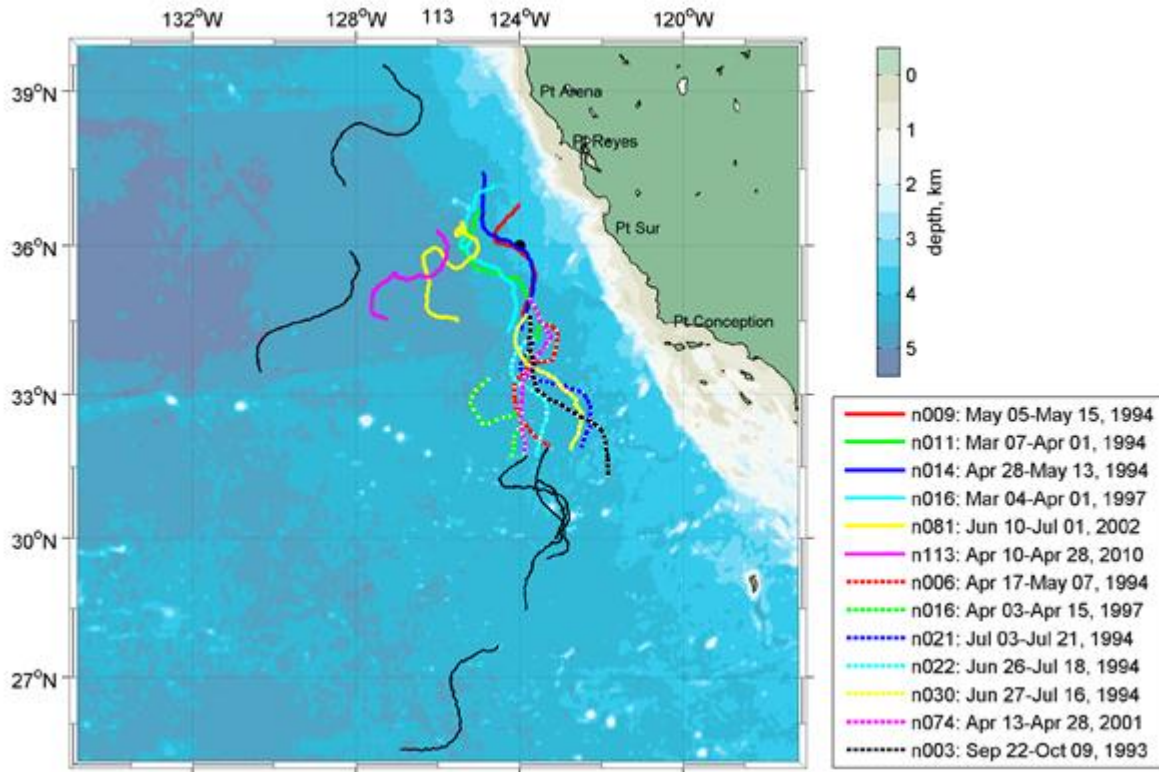 132°W 128°W 113 124°W 120°W
39°N
36°N
33°N
30°N
27°N
Pt Arena
Pt Reyes
Pt Sur
Pt Conception
0
1
2
3
4
5
depth, km
n009: May 05-May 15, 1994
n011: Mar 07-Apr 01, 1994
n014: Apr 28-May 13, 1994
n016: Mar 04-Apr 01, 1997
n081: Jun 10-Jul 01, 2002
n113: Apr 10-Apr 28, 2010
n006: Apr 17-May 07, 1994
n016: Apr 03-Apr 15, 1997
n021: Jul 03-Jul 21, 1994
n022: Jun 26-Jul 18, 1994
n030: Jun 27-Jul 16, 1994
n074: Apr 13-Apr 28, 2001
n003: Sep 22-Oct 09, 1993